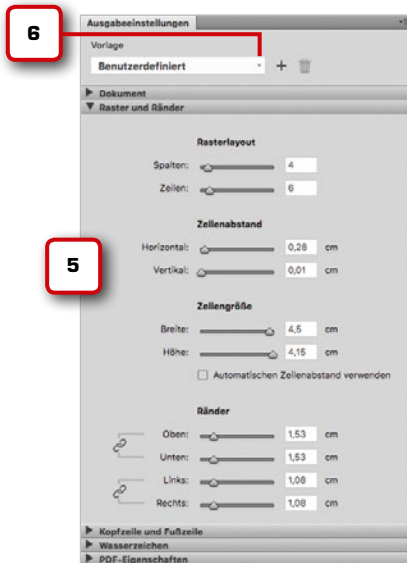 6
Ausgabeeinstellungen
Vorlage
Benutzerdefiniert
Dokument
Raster und Ränder
Rasterlayout
Spalten: 4
Zeilen: 6
Zellenabstand
5
Horizontal: 0,28 cm
Vertikal: 0,01 cm
Zellengröße
Breite: 4,5 cm
Höhe: 4,15 cm
Automatischen Zellenabstand verwenden
Ränder
Oben: 1,53 cm
Unten: 1,53 cm
Links: 1,08 cm
Rechts: 1,08 cm
Kopfzeile und Fußzeile
Wasserzeichen
PDF-Eigenschaften